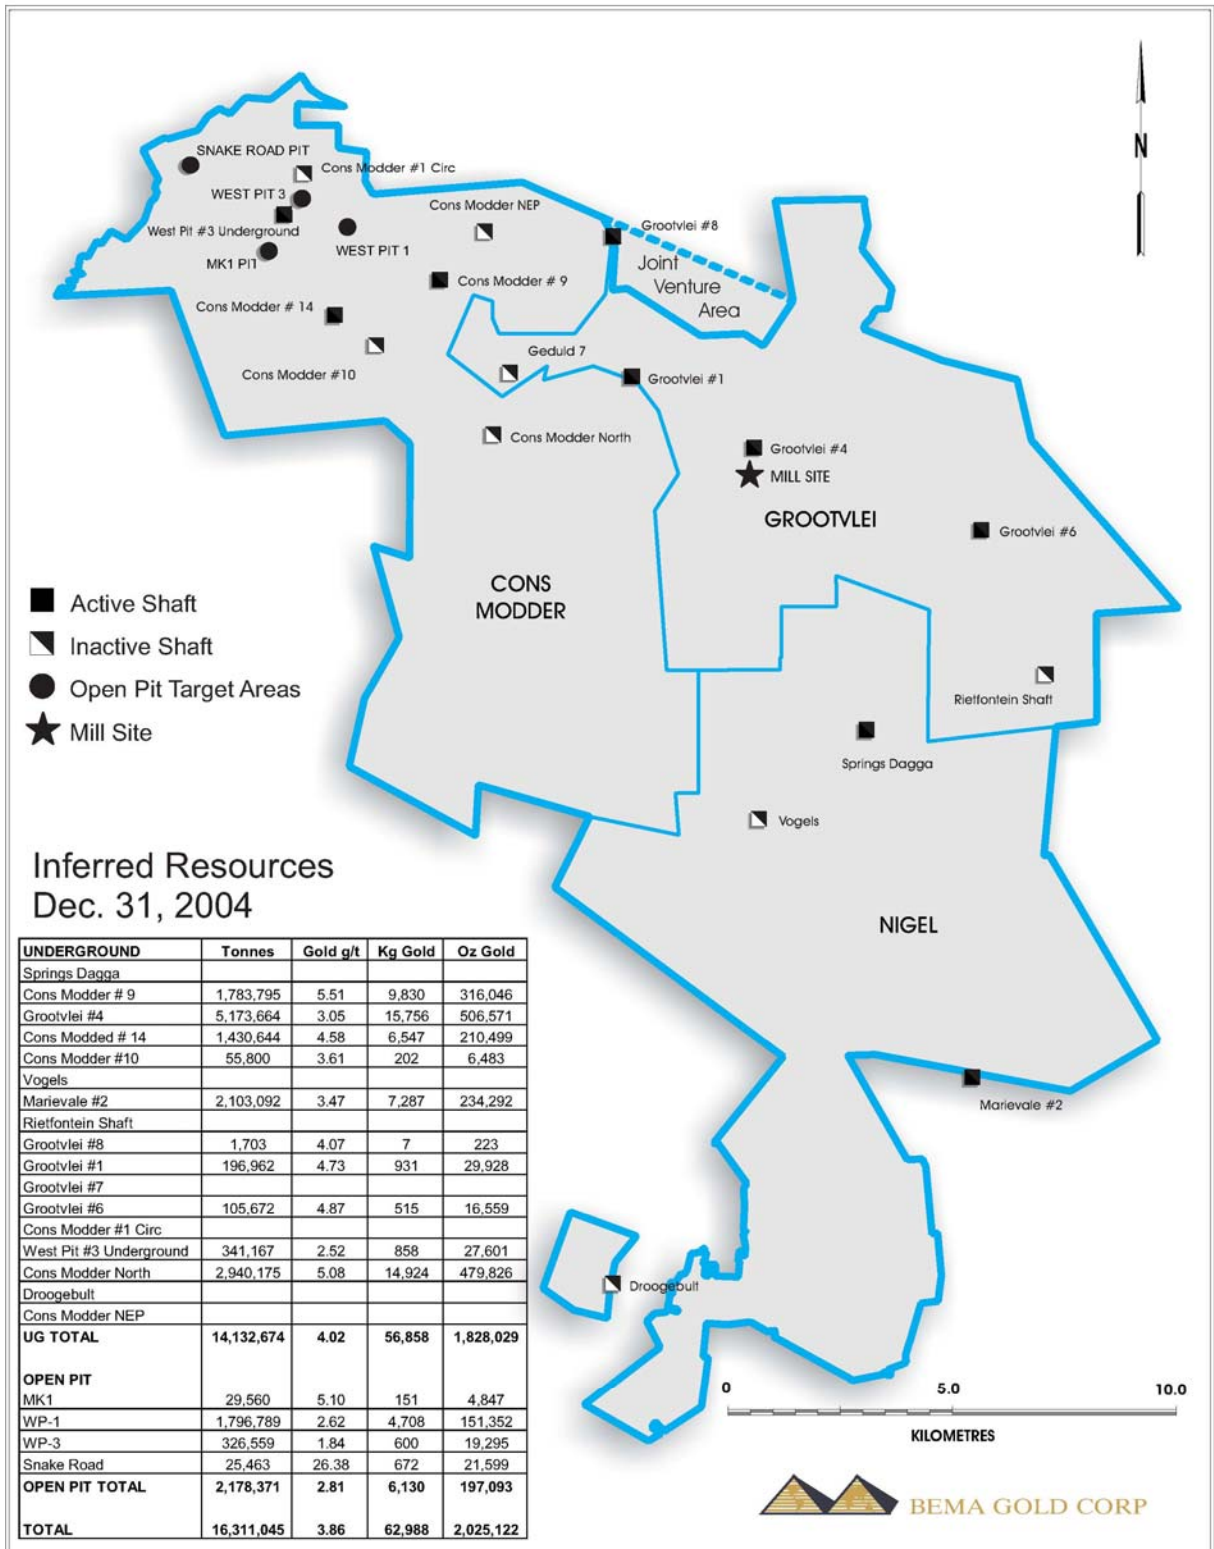 SNAKE ROAD PIT
Cons Modder #1 Circ
WEST PIT 3
West Pit #3 Underground
MK1 PIT
WEST PIT 1
Cons Modder NEP
Grootvlei #8
N
Joint
Venture
Area
Cons Modder # 9
Cons Modder # 14
Cons Modder #10
Geduld 7
Grootvlei #1
Cons Modder North
Grootvlei #4
MILL SITE
GROOTVLEI
Grootvlei #6
CONS
MODDER
Active Shaft
Inactive Shaft
Open Pit Target Areas
Mill Site
Rietfontein Shaft
Springs Dagga
Vogels
NIGEL
Marievale #2
Droogebult
Inferred Resources
Dec. 31, 2004
UNDERGROUND Tonnes Gold g/t Kg Gold Oz Gold
Springs Dagga
Cons Modder # 9 1,783,795 5.51 9,830 316,046
Grootvlei #4 5,173,664 3.05 15,756 506,571
Cons Modded # 14 1,430,644 4.58 6,547 210,499
Cons Modder #10 55,800 3.61 202 6,483
Vogels
Marievale #2 2,103,092 3.47 7,287 234,292
Rietfontein Shaft
Grootvlei #8 1,703 4.07 7 223
Grootvlei #1 196,962 4.73 931 29,928
Grootvlei #7
Grootvlei #6 105,672 4.87 515 16,559
Cons Modder #1 Circ
West Pit #3 Underground 341,167 2.52 858 27,601
Cons Modder North 2,940,175 5.08 14,924 479,826
Droogebult
Cons Modder NEP
UG TOTAL 14,132,674 4.02 56,858 1,828,029
OPEN PIT
MK1 29,560 5.10 151 4,847
WP-1 1,796,789 2.62 4,708 151,352
WP-3 326,559 1.84 600 19,295
Snake Road 25,463 26.38 672 21,599
OPEN PIT TOTAL 2,178,371 2.81 6,130 197,093
TOTAL 16,311,045 3.86 62,988 2,025,122
0 5.0 10.0
KILOMETRES
BEMA GOLD CORP